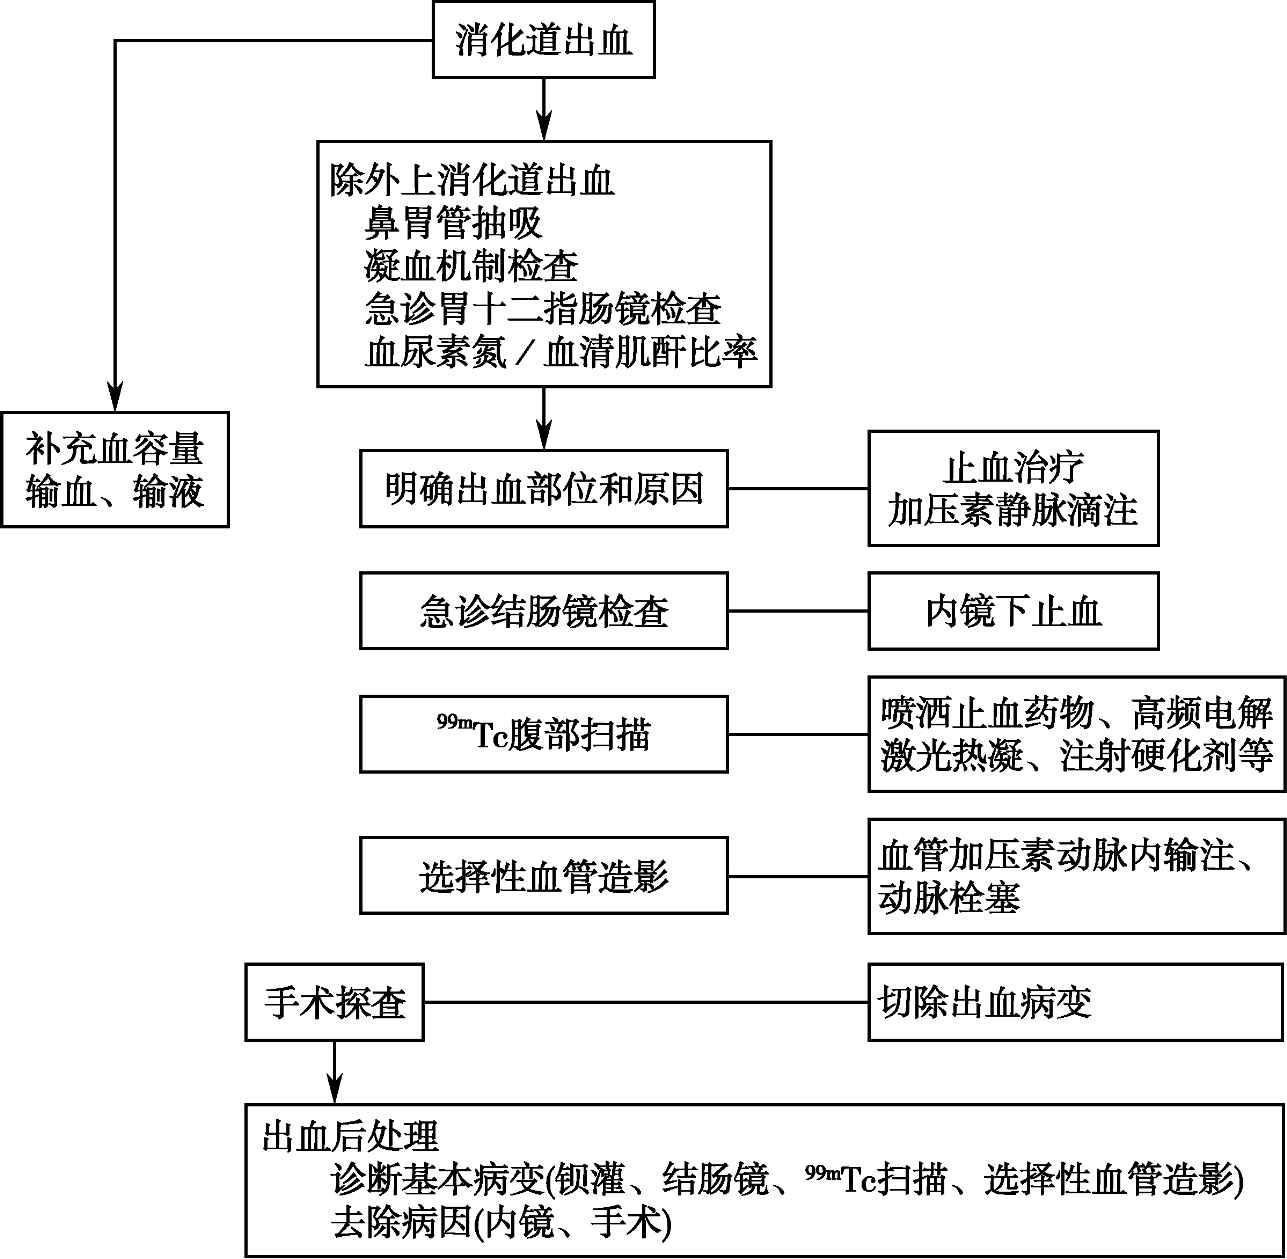 消化道出血
除外上消化道出血
鼻胃管抽吸
凝血机制检查
急诊胃十二指肠镜检查
血尿素氮/血清肌酐比率
补充血容量
输血、输液
明确出血部位和原因
止血治疗
加压素静脉滴注
急诊结肠镜检查
内镜下止血
⁹⁹ᵐTc腹部扫描
喷洒止血药物、高频电解
激光热凝、注射硬化剂等
选择性血管造影
血管加压素动脉内输注、
动脉栓塞
手术探查
切除出血病变
出血后处理
诊断基本病变(钡灌、结肠镜、⁹⁹ᵐTc扫描、选择性血管造影)
去除病因(内镜、手术)